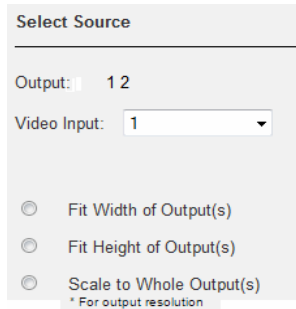 Select Source
Output: 1 2
Video Input: 1
Fit Width of Output(s)
Fit Height of Output(s)
Scale to Whole Output(s)
* For output resolution